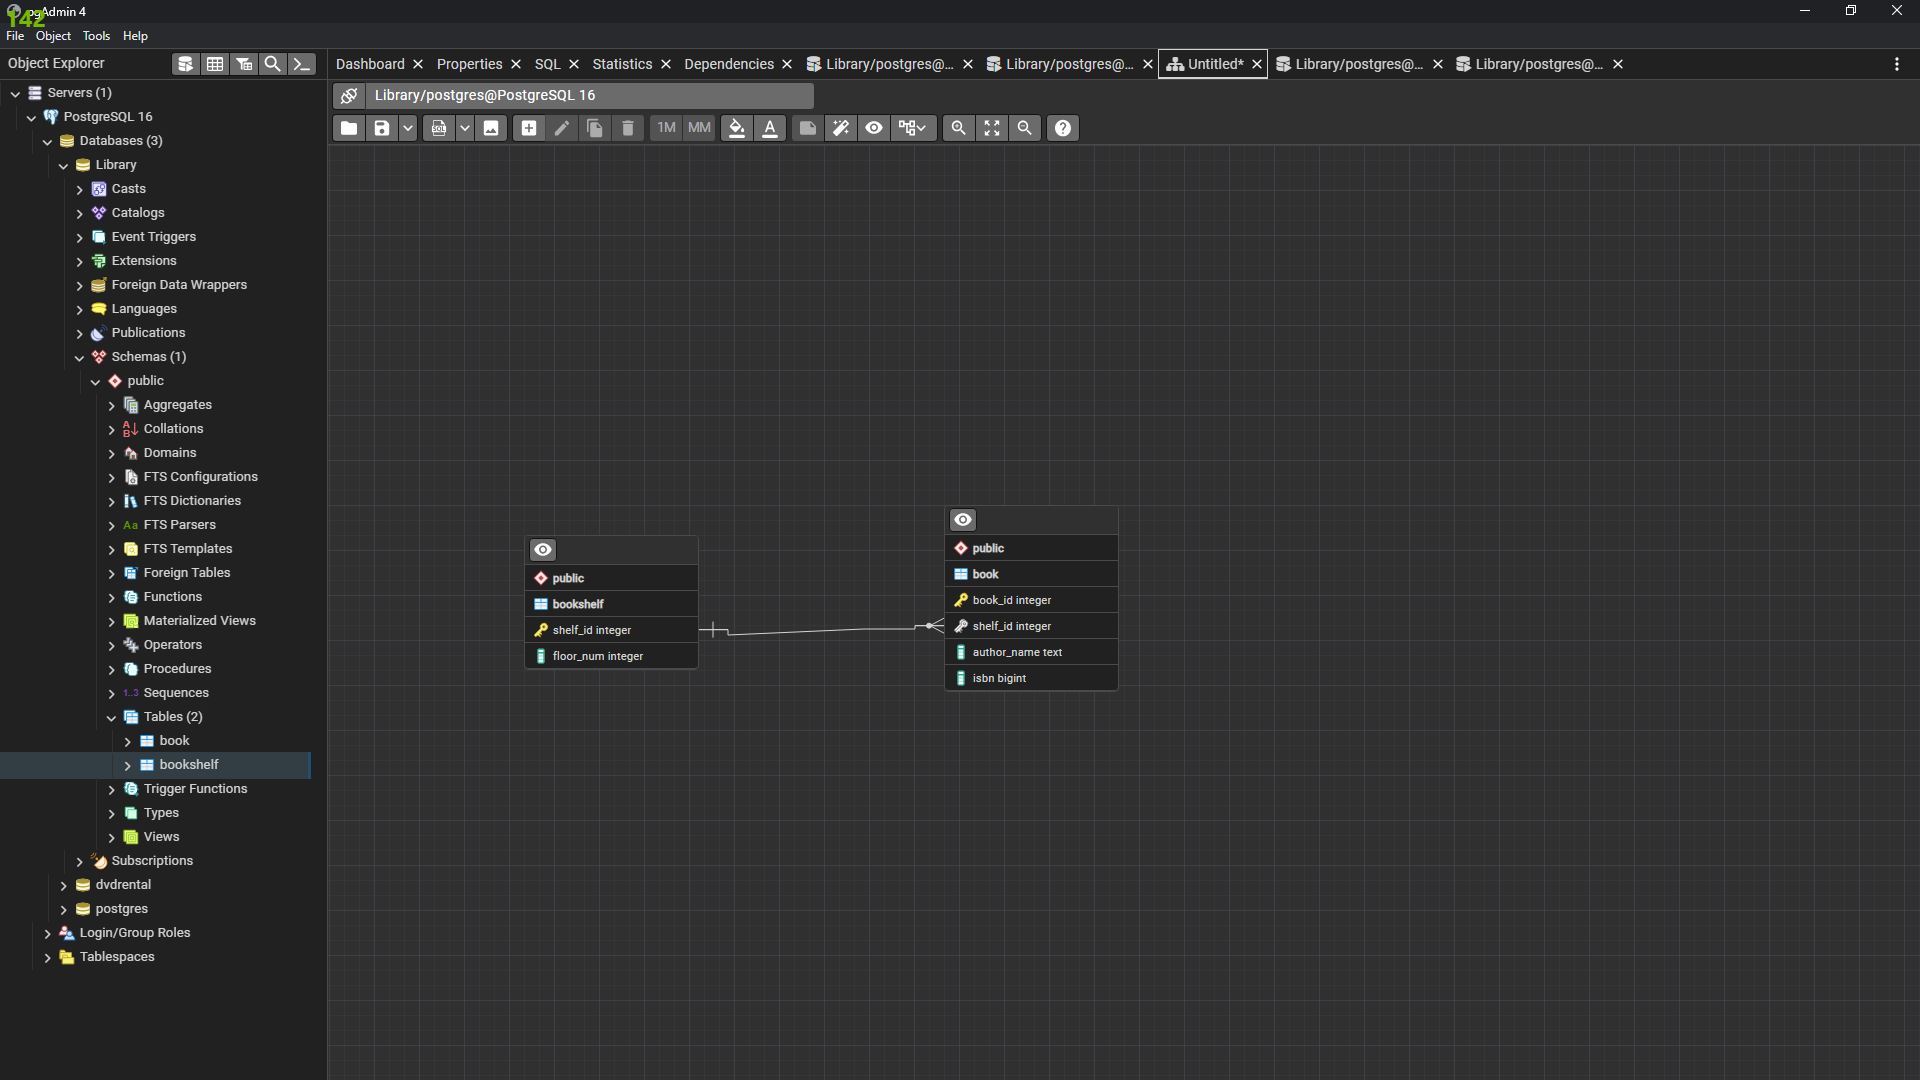 142
pgAdmin 4
File Object Tools Help
Object Explorer
Dashboard Properties SQL Statistics Dependencies Library/postgres@... Library/postgres@... Untitled* Library/postgres@... Library/postgres@...
Library/postgres@PostgreSQL 16
SQL 1M MM A
Servers (1)
PostgreSQL 16
Databases (3)
Library
Casts
Catalogs
Event Triggers
Extensions
Foreign Data Wrappers
Languages
Publications
Schemas (1)
public
Aggregates
Collations
Domains
FTS Configurations
FTS Dictionaries
Aa FTS Parsers
FTS Templates
Foreign Tables
Functions
Materialized Views
Operators
Procedures
1..3 Sequences
Tables (2)
book
bookshelf
Trigger Functions
Types
Views
Subscriptions
dvdrental
postgres
Login/Group Roles
Tablespaces
public
bookshelf
shelf_id integer
floor_num integer
public
book
book_id integer
shelf_id integer
author_name text
isbn bigint